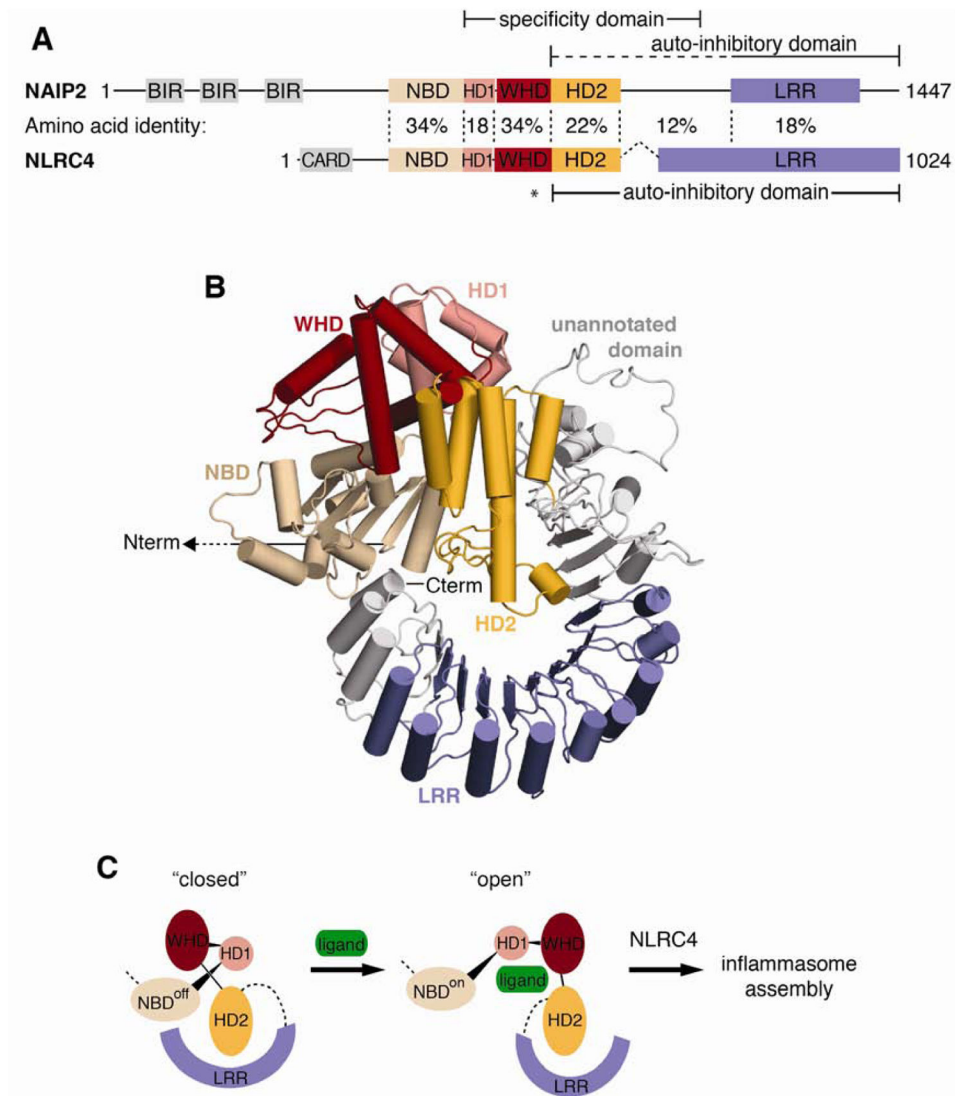 A
specificity domain
auto-inhibitory domain
NAIP2 1 BIR BIR BIR NBD HD1 WHD HD2 LRR 1447
Amino acid identity: 34% 18 34% 22% 12% 18%
NLRC4 1 CARD NBD HD1 WHD HD2 LRR 1024
* auto-inhibitory domain
B
HD1
WHD
unannotated
domain
NBD
Nterm
Cterm
HD2
LRR
C
"closed" "open"
WHD HD1 ligand HD1 WHD NLRC4
NBDoff ligand inflammasome
NBDon assembly
HD2 HD2
LRR LRR